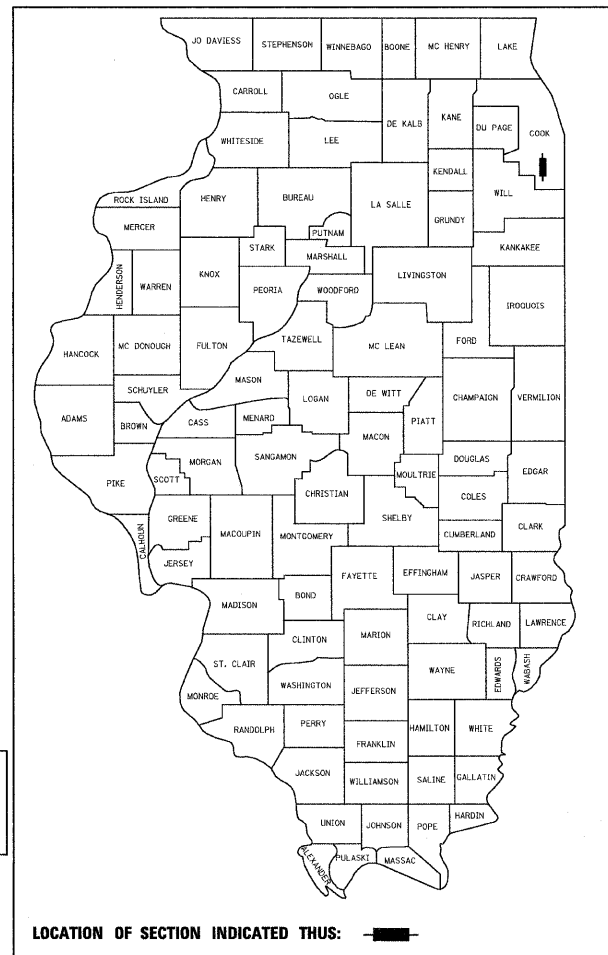 JO DAVIESS
STEPHENSON
WINNEBAGO
BOONE
MC HENRY
LAKE
CARROLL
OGLE
DE KALB
KANE
DU PAGE
COOK
WHITESIDE
LEE
KENDALL
WILL
ROCK ISLAND
HENRY
BUREAU
LA SALLE
GRUNDY
MERCER
PUTNAM
STARK
MARSHALL
KANKAKEE
HENDERSON
WARREN
KNOX
PEORIA
WOODFORD
LIVINGSTON
IROQUOIS
HANCOCK
MC DONOUGH
FULTON
TAZEWELL
MC LEAN
FORD
SCHUYLER
MASON
LOGAN
DE WITT
CHAMPAIGN
VERMILION
ADAMS
BROWN
CASS
MENARD
MACON
PIATT
PIKE
SCOTT
MORGAN
SANGAMON
CHRISTIAN
MOULTRIE
DOUGLAS
EDGAR
COLES
CALHOUN
GREENE
MACOUPIN
MONTGOMERY
SHELBY
CUMBERLAND
CLARK
JERSEY
FAYETTE
EFFINGHAM
JASPER
CRAWFORD
MADISON
BOND
CLAY
RICHLAND
LAWRENCE
CLINTON
MARION
ST. CLAIR
WAYNE
EDWARDS
WABASH
WASHINGTON
JEFFERSON
MONROE
RANDOLPH
PERRY
HAMILTON
WHITE
FRANKLIN
JACKSON
WILLIAMSON
SALINE
GALLATIN
UNION
JOHNSON
POPE
HARDIN
ALEXANDER
PULASKI
MASSAC
LOCATION OF SECTION INDICATED THUS: